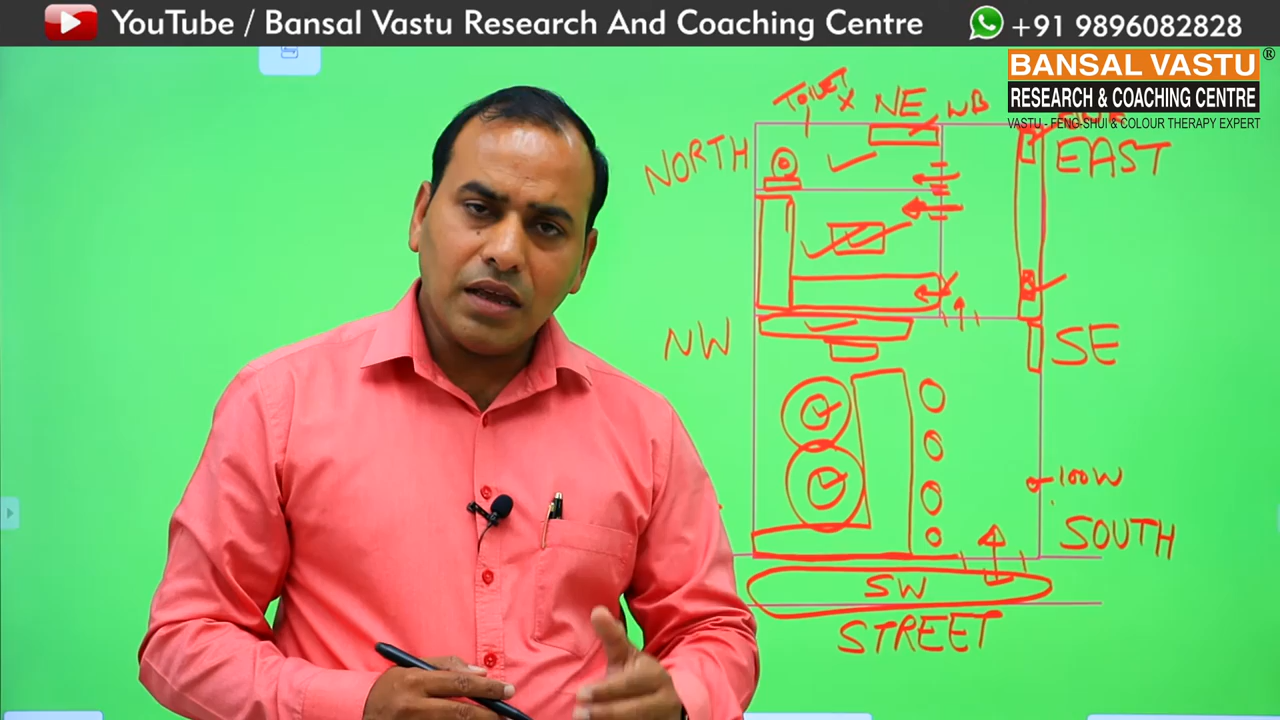 YouTube / Bansal Vastu Research And Coaching Centre
+91 9896082828
BANSAL VASTU®
RESEARCH & COACHING CENTRE
VASTU - FENG-SHUI & COLOUR THERAPY EXPERT
TOILET NE WB
NORTH EAST
NW SE
100W
SOUTH
SW
STREET